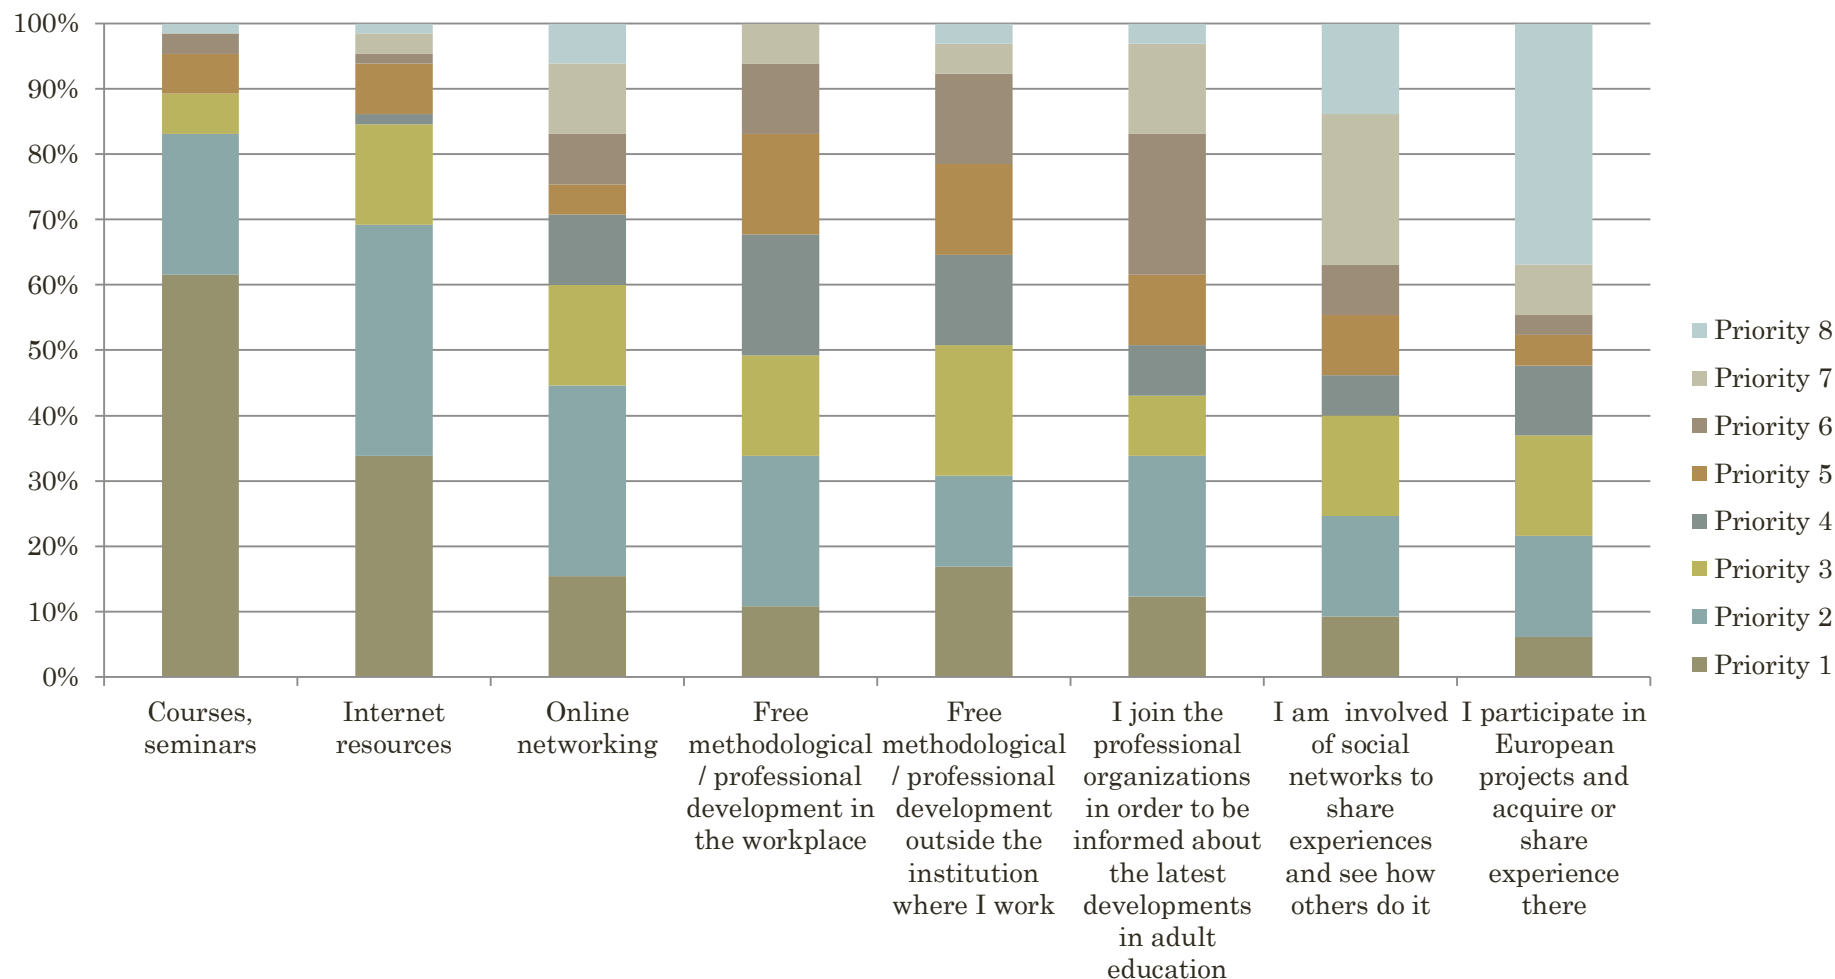 100%
90%
80%
70%
60%
50%
40%
30%
20%
10%
0%
Courses,
seminars
Internet
resources
Online
networking
Free
methodological
/ professional
development in
the workplace
Free
methodological
/ professional
development
outside the
institution
where I work
I join the
professional
organizations
in order to be
informed about
the latest
developments
in adult
education
I am  involved
of social
networks to
share
experiences
and see how
others do it
I participate in
European
projects and
acquire or
share
experience
there
Priority 8
Priority 7
Priority 6
Priority 5
Priority 4
Priority 3
Priority 2
Priority 1